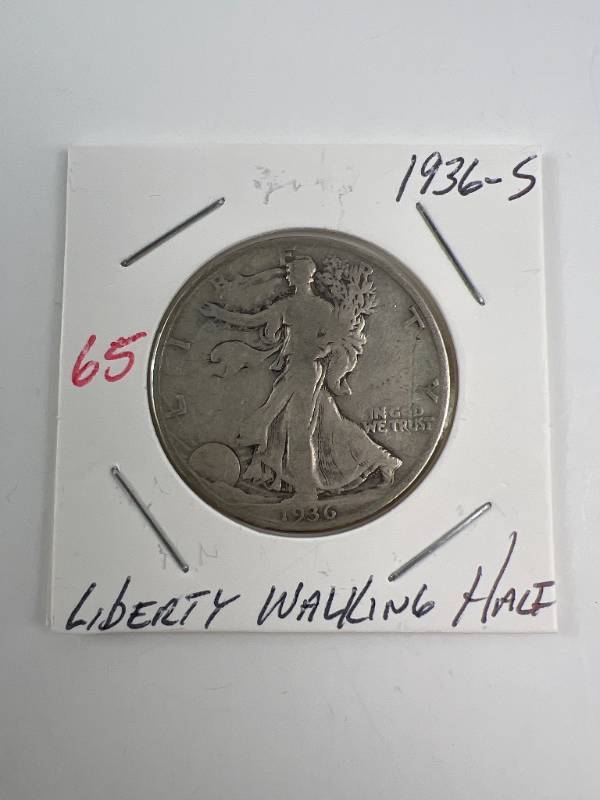 1936-S
65
LIBERTY
IN GOD
WE TRUST
1936
LIBERTY WALKING HALF